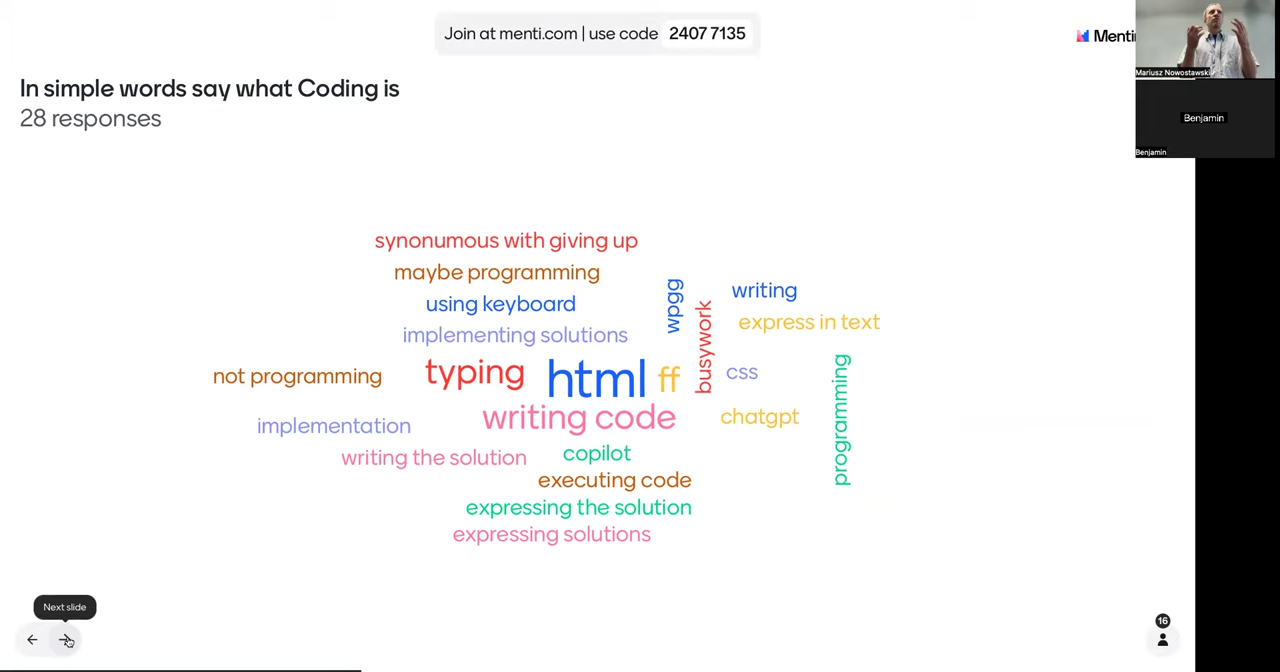 Join at menti.com | use code 2407 7135
Menti
Mariusz Nowostawski
Benjamin
Benjamin
In simple words say what Coding is
28 responses
synonumous with giving up
maybe programming
using keyboard
implementing solutions
wpgg
busywork
writing
express in text
not programming
typing
html
ff
css
programming
writing code
chatgpt
implementation
writing the solution
copilot
executing code
expressing the solution
expressing solutions
Next slide
16